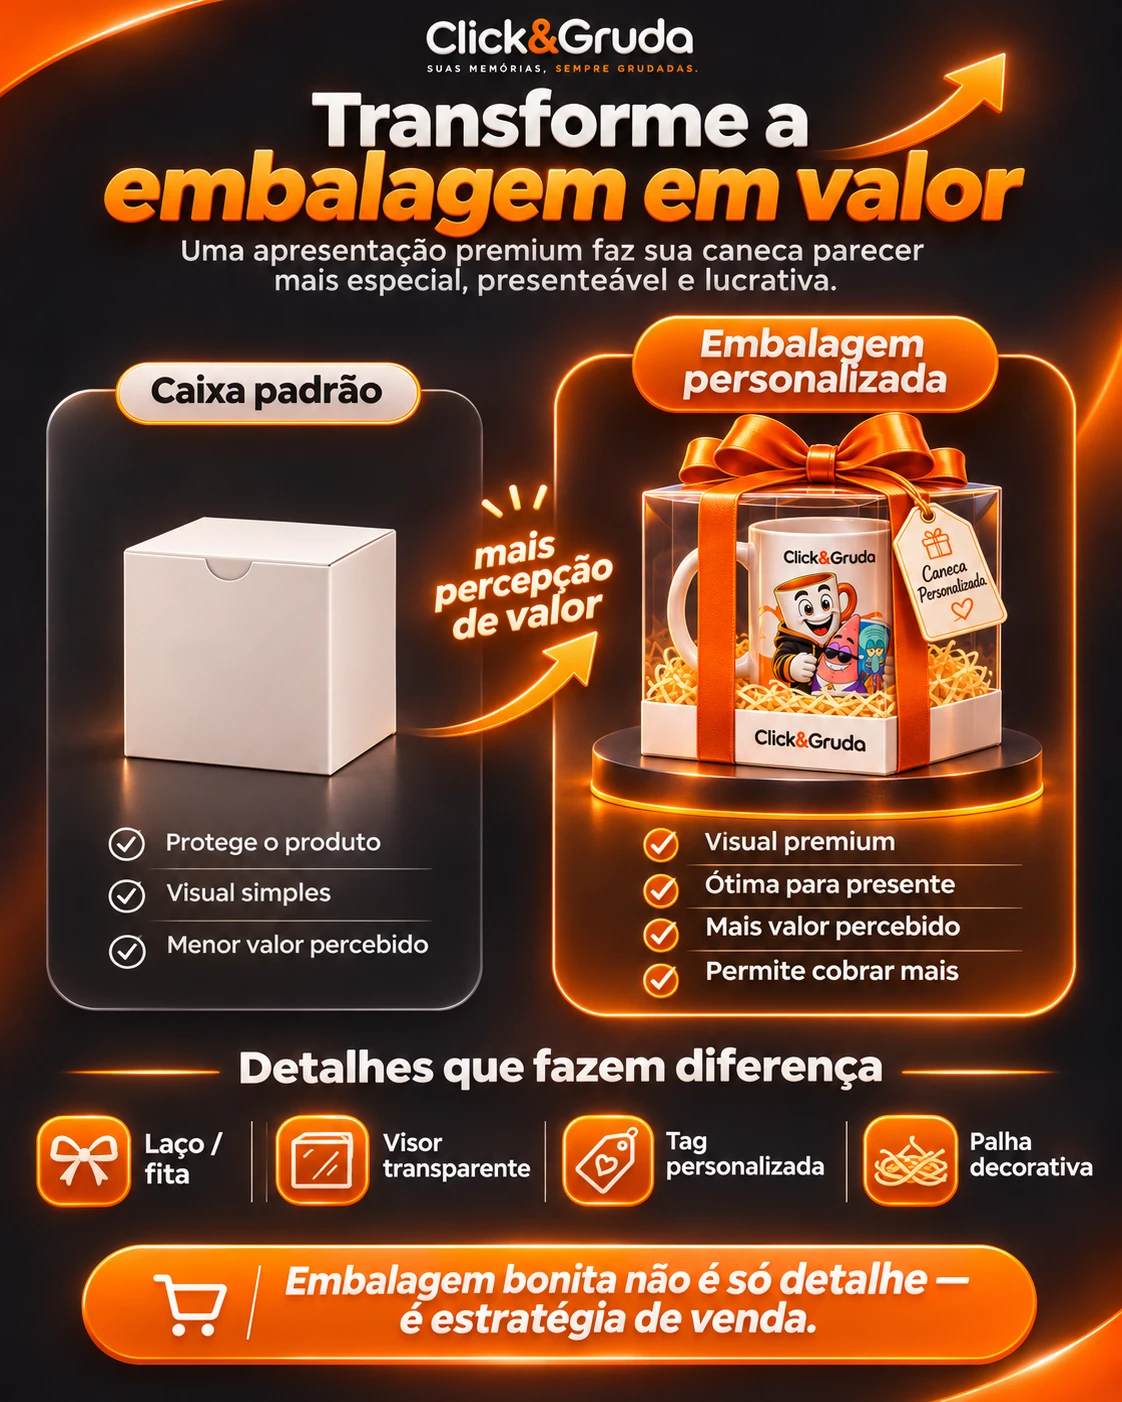 Click&Gruda
SUAS MEMÓRIAS, SEMPRE GRUDADAS.
Transforme a
embalagem em valor
Uma apresentação premium faz sua caneca parecer
mais especial, presenteável e lucrativa.
Caixa padrão
Protege o produto
Visual simples
Menor valor percebido
mais
percepção
de valor
Embalagem
personalizada
Click&Gruda
Caneca
Personalizada.
Click&Gruda
Visual premium
Ótima para presente
Mais valor percebido
Permite cobrar mais
Detalhes que fazem diferença
Laço /
fita
Visor
transparente
Tag
personalizada
Palha
decorativa
Embalagem bonita não é só detalhe —
é estratégia de venda.